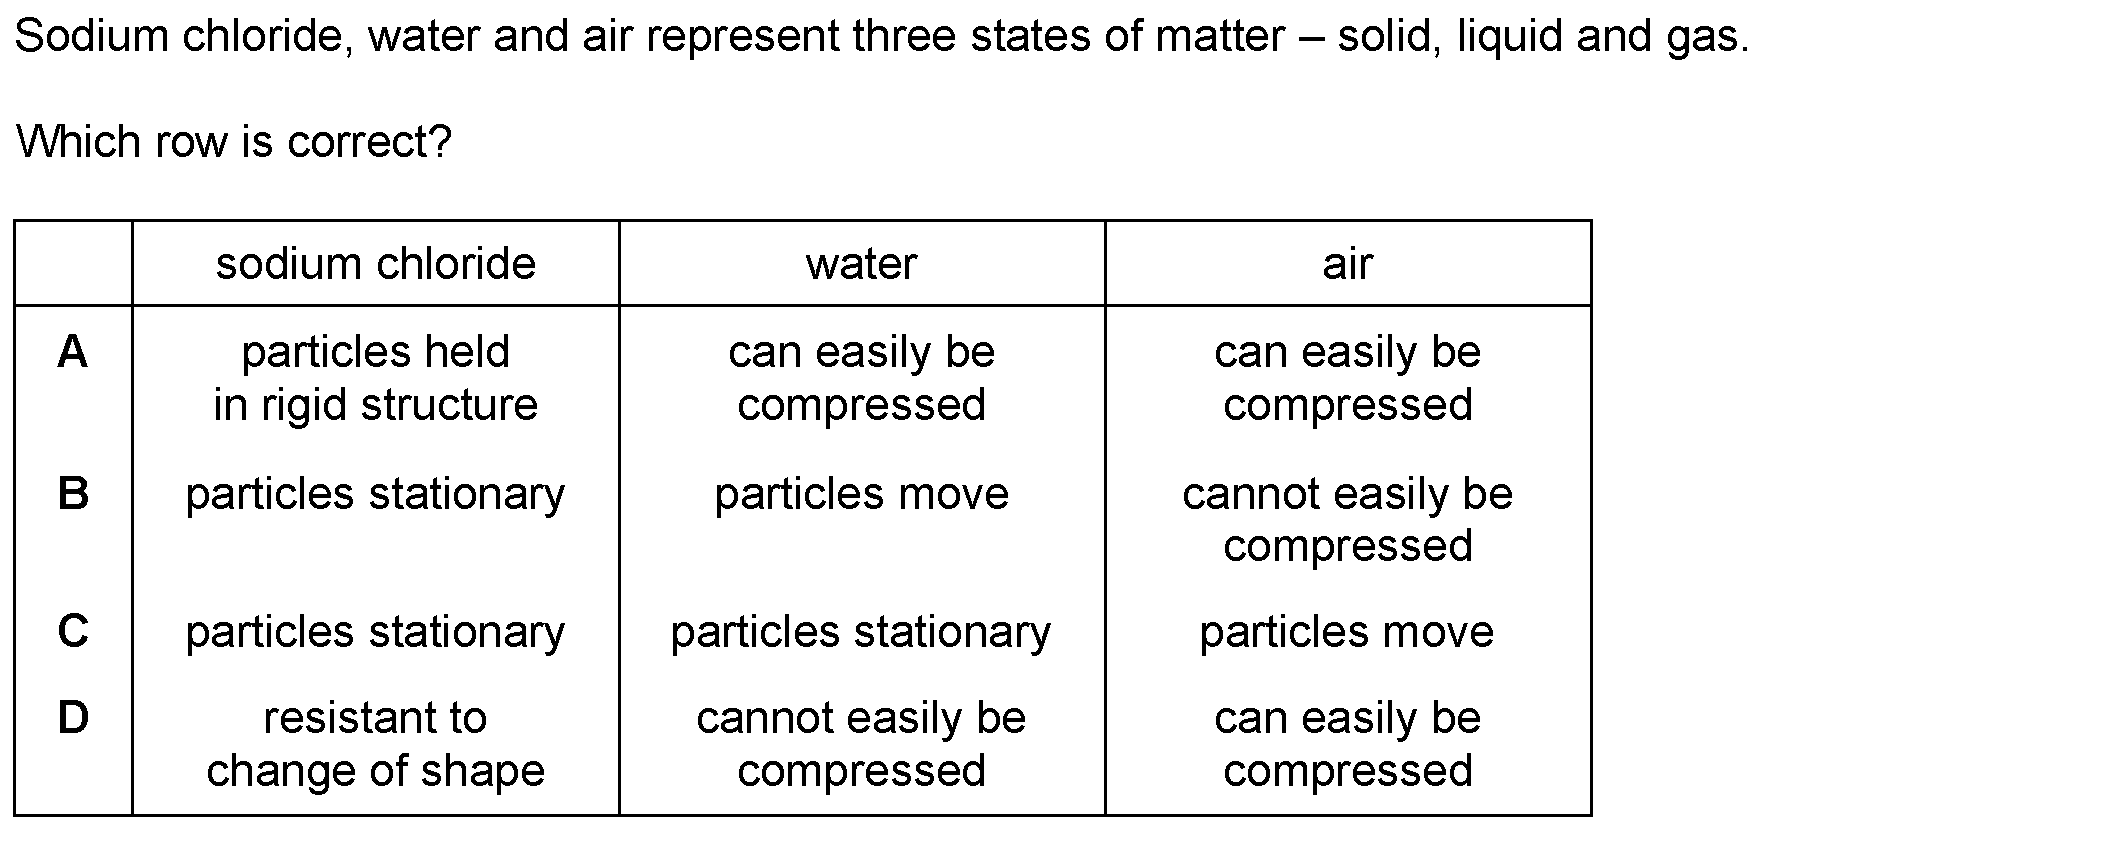 Sodium chloride, water and air represent three states of matter – solid, liquid and gas.
Which row is correct?
sodium chloride water air
A particles held in rigid structure can easily be compressed can easily be compressed
B particles stationary particles move cannot easily be compressed
C particles stationary particles stationary particles move
D resistant to change of shape cannot easily be compressed can easily be compressed